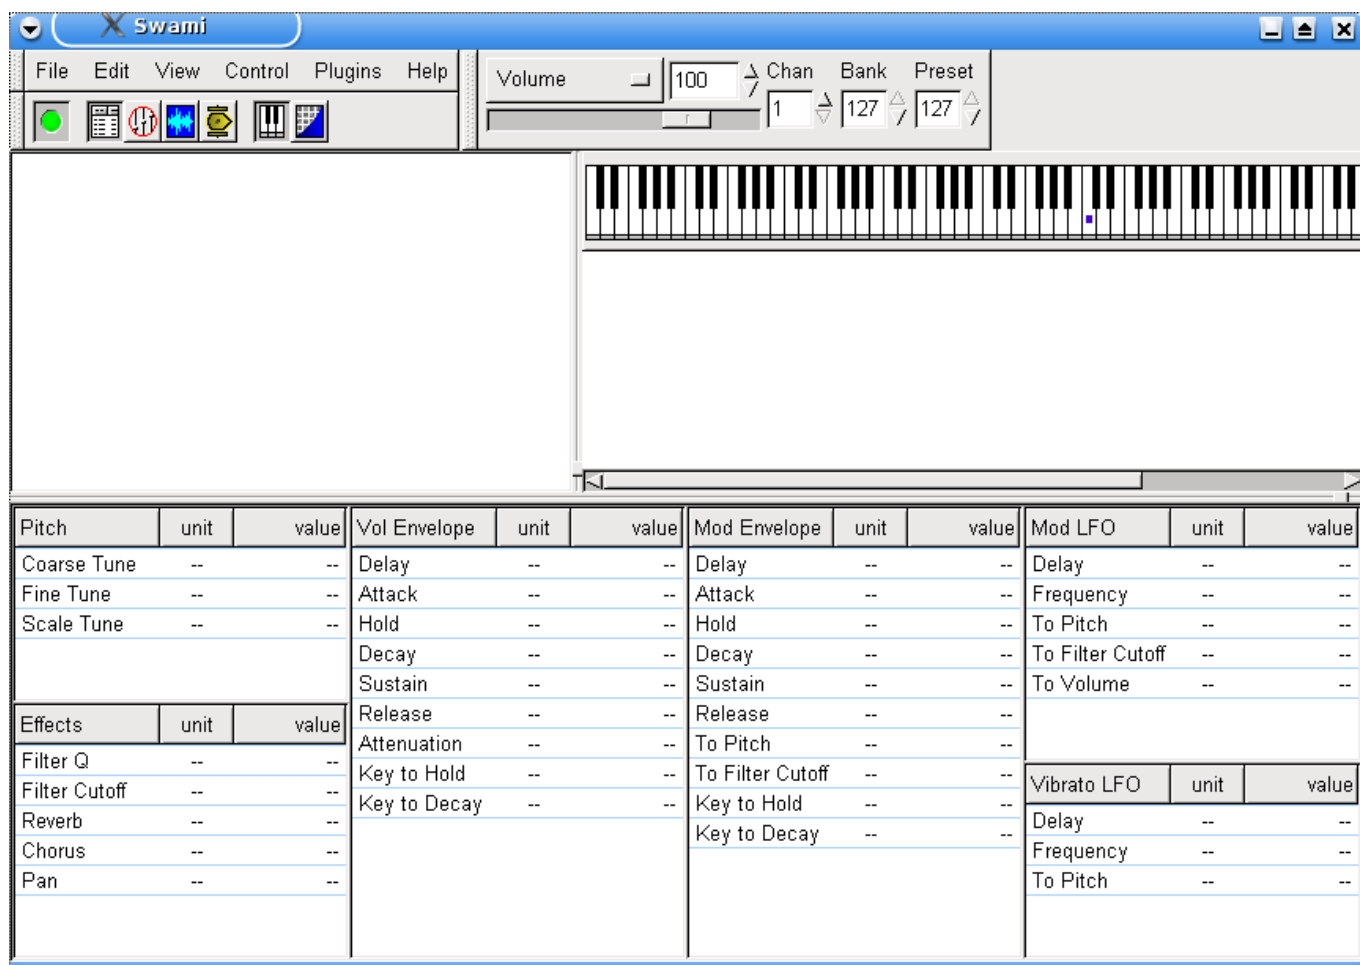 Swami
File Edit View Control Plugins Help
Volume 100 Chan Bank Preset
1 127 127
Pitch unit value
Coarse Tune -- --
Fine Tune -- --
Scale Tune -- --
Effects unit value
Filter Q -- --
Filter Cutoff -- --
Reverb -- --
Chorus -- --
Pan -- --
Vol Envelope unit value
Delay -- --
Attack -- --
Hold -- --
Decay -- --
Sustain -- --
Release -- --
Attenuation -- --
Key to Hold -- --
Key to Decay -- --
Mod Envelope unit value
Delay -- --
Attack -- --
Hold -- --
Decay -- --
Sustain -- --
Release -- --
To Pitch -- --
To Filter Cutoff -- --
Key to Hold -- --
Key to Decay -- --
Mod LFO unit value
Delay -- --
Frequency -- --
To Pitch -- --
To Filter Cutoff -- --
To Volume -- --
Vibrato LFO unit value
Delay -- --
Frequency -- --
To Pitch -- --